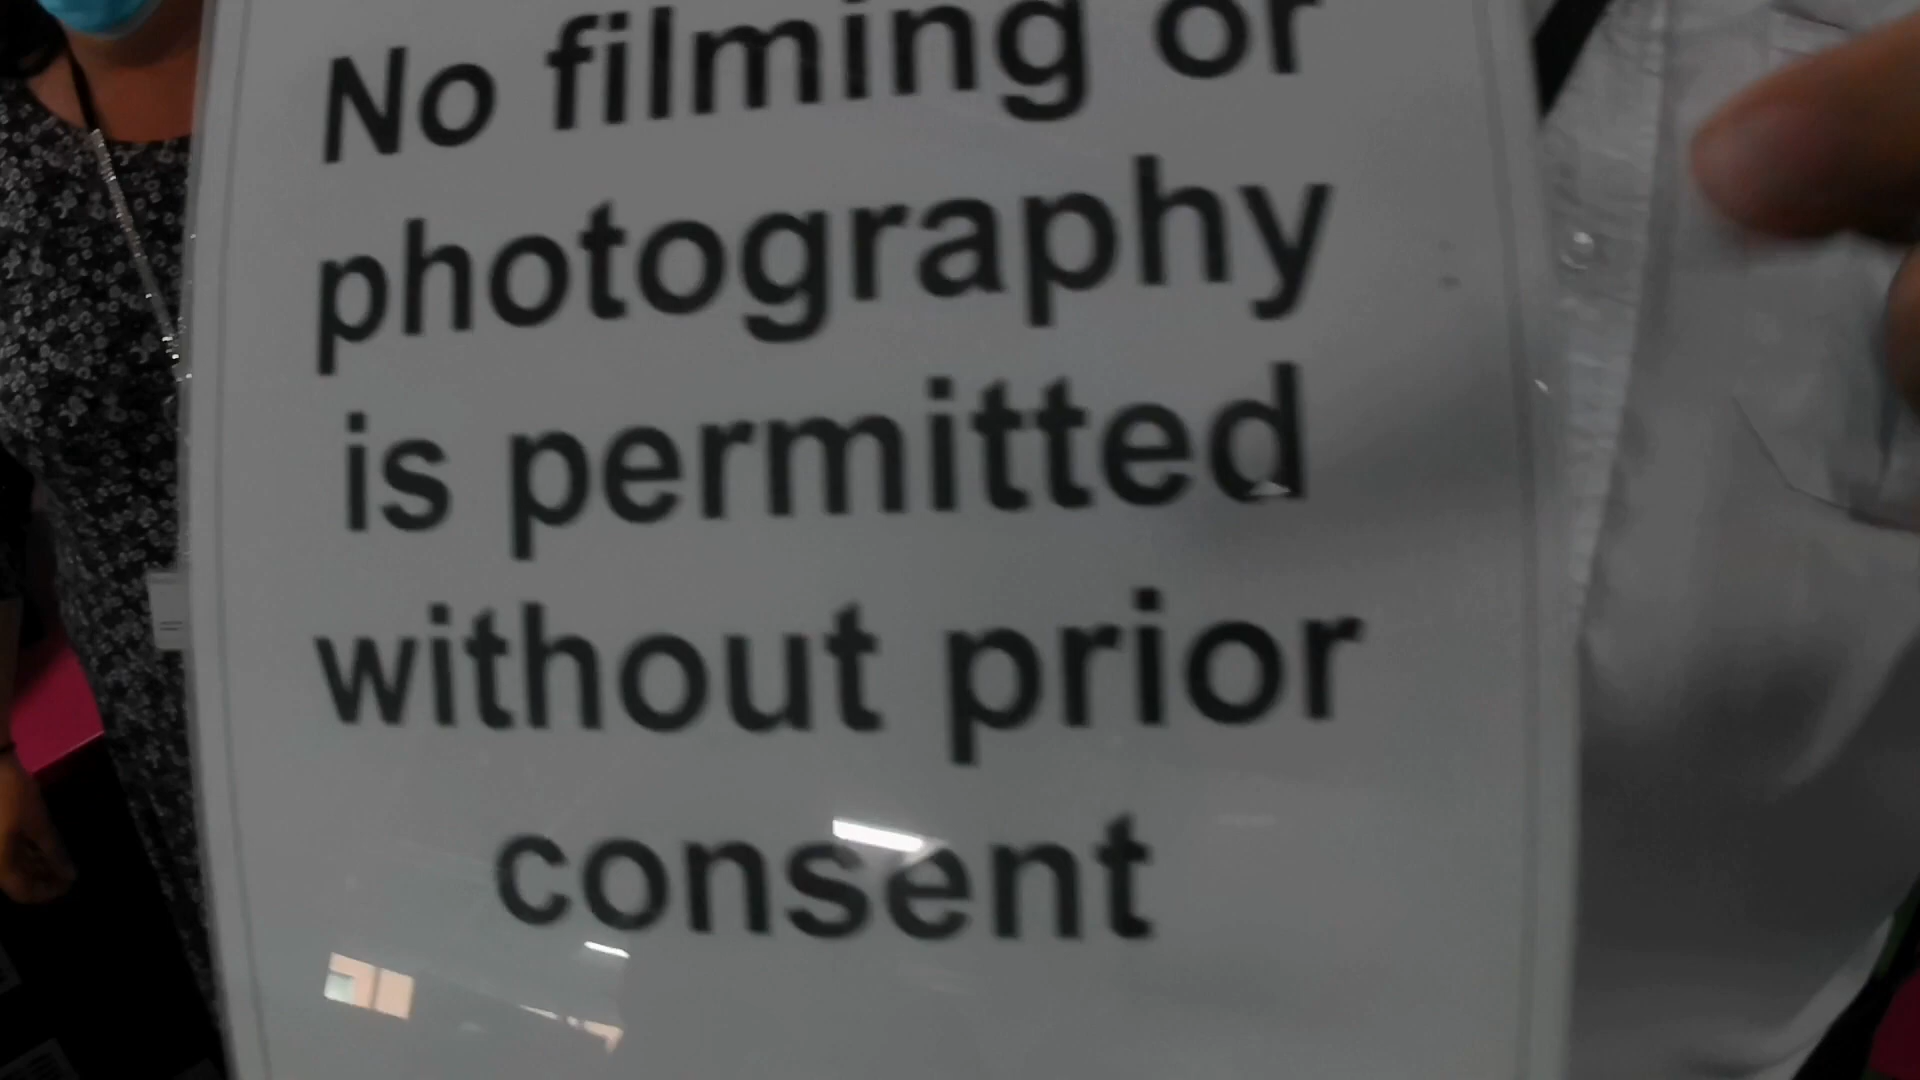 No filming or
photography
is permitted
without prior
consent